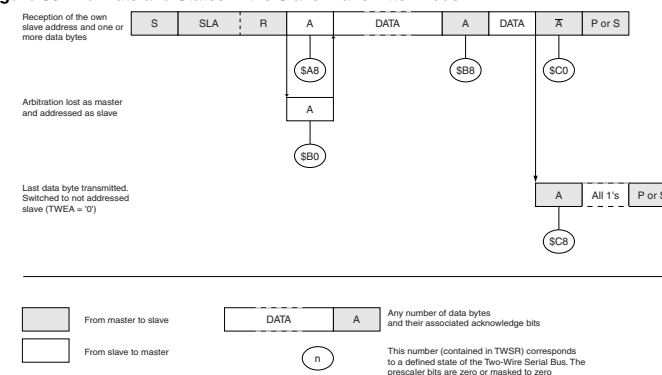 Reception of the own
slave address and one or
more data bytes
S SLA R A DATA A DATA A P or S
$A8 $B8 $C0
Arbitration lost as master
and addressed as slave
A
$B0
Last data byte transmitted.
Switched to not addressed
slave (TWEA = '0')
A All 1's P or S
$C8
From master to slave
DATA A
Any number of data bytes
and their associated acknowledge bits
From slave to master
n
This number (contained in TWSR) corresponds
to a defined state of the Two-Wire Serial Bus. The
prescaler bits are zero or masked to zero